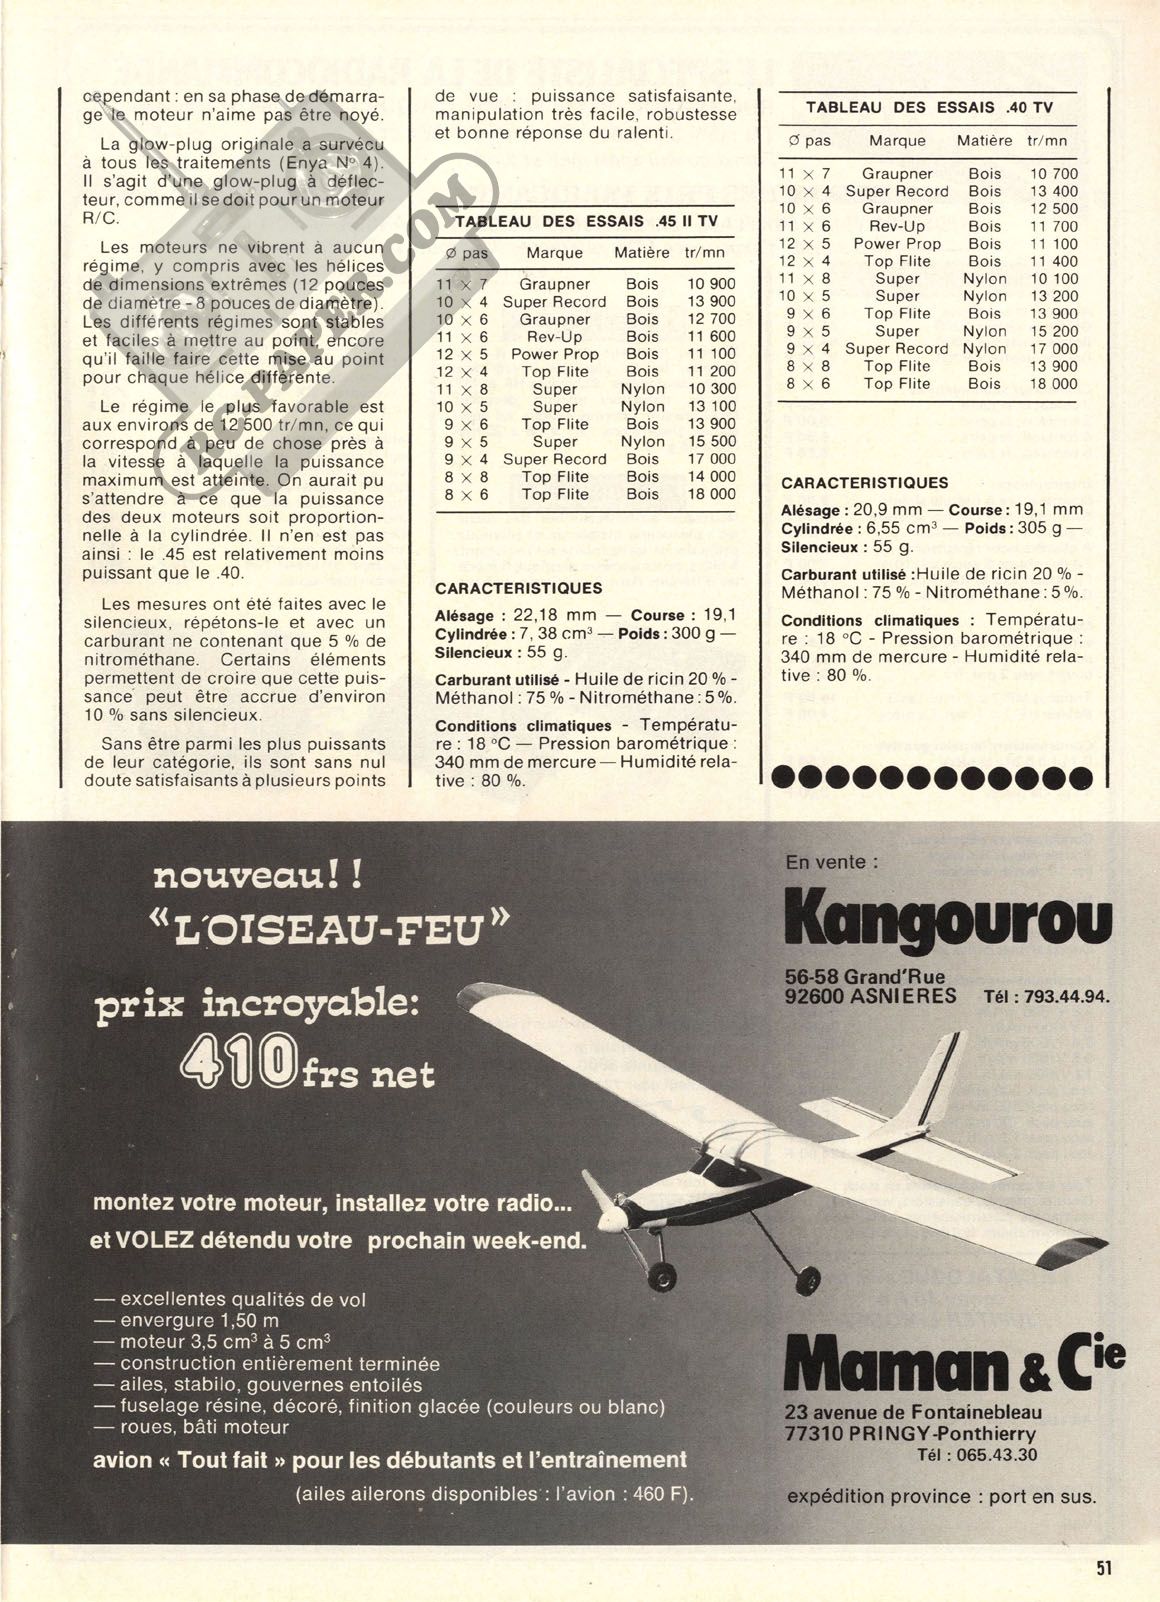 cependant : en sa phase de démarra-
ge le moteur n'aime pas être noyé.
La glow-plug originale a survécu
à tous les traitements (Enya N° 4).
Il s'agit d'une glow-plug à déflec-
teur, comme il se doit pour un moteur
R/C.
Les moteurs ne vibrent à aucun
régime, y compris avec les hélices
de dimensions extrêmes (12 pouces
de diamètre - 8 pouces de diamètre).
Les différents régimes sont stables
et faciles à mettre au point, encore
qu'il faille faire cette mise au point
pour chaque hélice différente.
Le régime le plus favorable est
aux environs de 12 500 tr/mn, ce qui
correspond à peu de chose près à
la vitesse à laquelle la puissance
maximum est atteinte. On aurait pu
s'attendre à ce que la puissance
des deux moteurs soit proportion-
nelle à la cylindrée. Il n'en est pas
ainsi : le .45 est relativement moins
puissant que le .40.
Les mesures ont été faites avec le
silencieux, répétons-le et avec un
carburant ne contenant que 5 % de
nitrométhane. Certains éléments
permettent de croire que cette puis-
sance peut être accrue d'environ
10 % sans silencieux.
Sans être parmi les plus puissants
de leur catégorie, ils sont sans nul
doute satisfaisants à plusieurs points
de vue : puissance satisfaisante,
manipulation très facile, robustesse
et bonne réponse du ralenti.
TABLEAU DES ESSAIS .45 II TV
Ø pas Marque Matière tr/mn
11 × 7 Graupner Bois 10 900
10 × 4 Super Record Bois 13 900
10 × 6 Graupner Bois 12 700
11 × 6 Rev-Up Bois 11 600
12 × 5 Power Prop Bois 11 100
12 × 4 Top Flite Bois 11 200
11 × 8 Super Nylon 10 300
10 × 5 Super Nylon 13 100
9 × 6 Top Flite Bois 13 900
9 × 5 Super Nylon 15 500
9 × 4 Super Record Bois 17 000
8 × 8 Top Flite Bois 14 000
8 × 6 Top Flite Bois 18 000
CARACTERISTIQUES
Alésage : 22,18 mm — Course : 19,1
Cylindrée : 7, 38 cm³ — Poids : 300 g —
Silencieux : 55 g.
Carburant utilisé - Huile de ricin 20 % -
Méthanol : 75 % - Nitrométhane : 5 %.
Conditions climatiques - Températu-
re : 18 °C — Pression barométrique :
340 mm de mercure — Humidité rela-
tive : 80 %.
TABLEAU DES ESSAIS .40 TV
Ø pas Marque Matière tr/mn
11 × 7 Graupner Bois 10 700
10 × 4 Super Record Bois 13 400
10 × 6 Graupner Bois 12 500
11 × 6 Rev-Up Bois 11 700
12 × 5 Power Prop Bois 11 100
12 × 4 Top Flite Bois 11 400
11 × 8 Super Nylon 10 100
10 × 5 Super Nylon 13 200
9 × 6 Top Flite Bois 13 900
9 × 5 Super Nylon 15 200
9 × 4 Super Record Nylon 17 000
8 × 8 Top Flite Bois 13 900
8 × 6 Top Flite Bois 18 000
CARACTERISTIQUES
Alésage : 20,9 mm — Course : 19,1 mm
Cylindrée : 6,55 cm³ — Poids : 305 g —
Silencieux : 55 g.
Carburant utilisé :Huile de ricin 20 % -
Méthanol : 75 % - Nitrométhane : 5 %.
Conditions climatiques : Températu-
re : 18 °C - Pression barométrique :
340 mm de mercure - Humidité rela-
tive : 80 %.
RC-PAPER.COM
nouveau! !
«L'OISEAU-FEU»
prix incroyable:
410 frs net
montez votre moteur, installez votre radio...
et VOLEZ détendu votre prochain week-end.
— excellentes qualités de vol
— envergure 1,50 m
— moteur 3,5 cm³ à 5 cm³
— construction entièrement terminée
— ailes, stabilo, gouvernes entoilés
— fuselage résine, décoré, finition glacée (couleurs ou blanc)
— roues, bâti moteur
avion « Tout fait » pour les débutants et l'entraînement
(ailes ailerons disponibles : l'avion : 460 F).
En vente :
Kangourou
56-58 Grand'Rue
92600 ASNIERES Tél : 793.44.94.
Maman & Cie
23 avenue de Fontainebleau
77310 PRINGY-Ponthierry
Tél : 065.43.30
expédition province : port en sus.
51